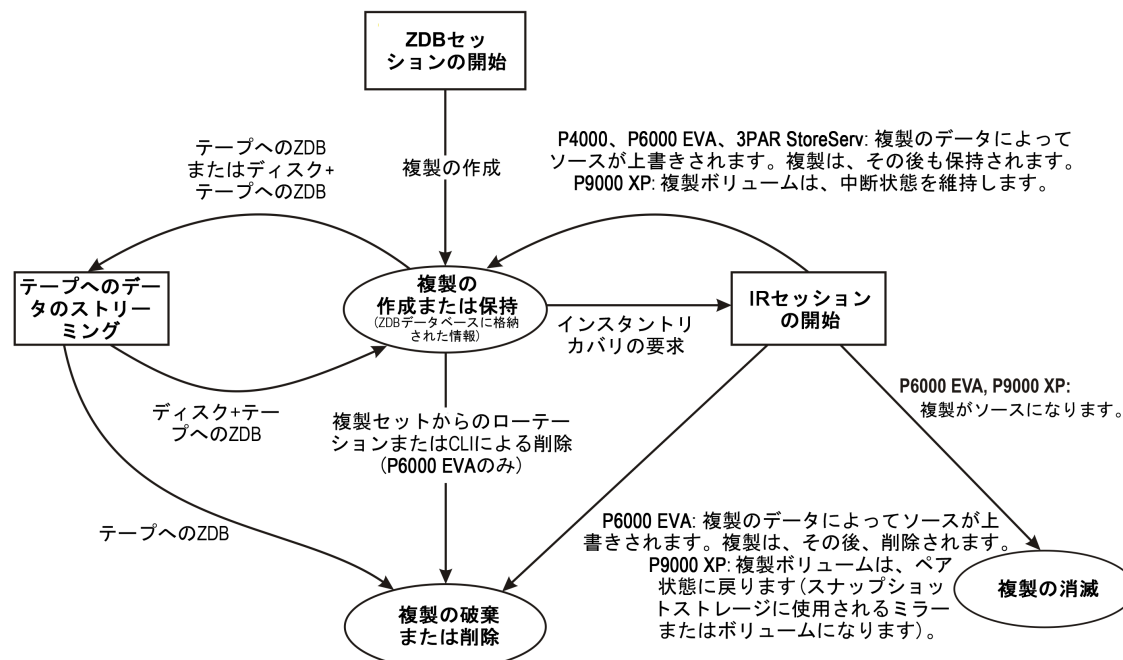 ZDBセッ
ションの開始
テープへのZDB
またはディスク+
テープへのZDB
複製の作成
P4000、P6000 EVA、3PAR StoreServ: 複製のデータによって
ソースが上書きされます。複製は、その後も保持されます。
P9000 XP: 複製ボリュームは、中断状態を維持します。
テープへのデー
タのストリー
ミング
複製の
作成または保持
(ZDBデータベースに格納
された情報)
インスタントリ
カバリの要求
IRセッション
の開始
ディスク+テー
プへのZDB
複製セットからのローテー
ションまたはCLIによる削除
(P6000 EVAのみ)
P6000 EVA, P9000 XP:
複製がソースになります。
テープへのZDB
P6000 EVA: 複製のデータによってソースが上
書きされます。複製は、その後、削除されます。
P9000 XP: 複製ボリュームは、ペア
状態に戻ります(スナップショッ
トストレージに使用されるミラー
またはボリュームになります)。
複製の破棄
または削除
複製の消滅